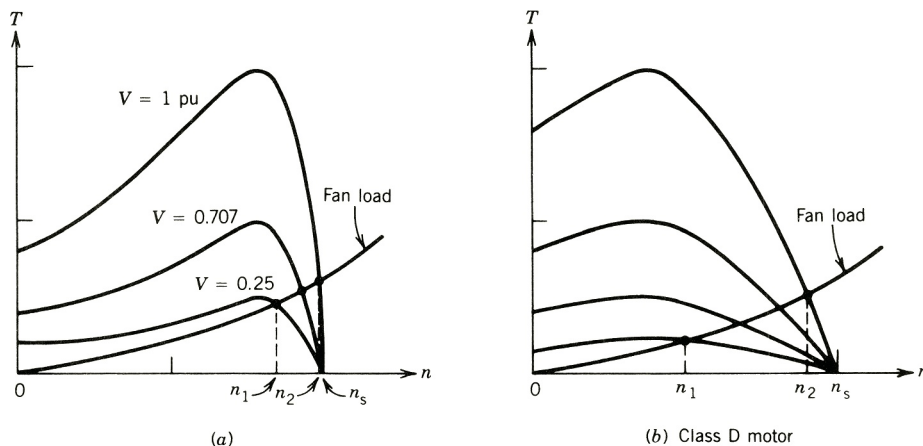 T
V = 1 pu
V = 0.707
V = 0.25
Fan load
0
n₁
n₂
nₛ
n
(a)
T
Fan load
0
n₁
n₂
nₛ
n
(b) Class D motor